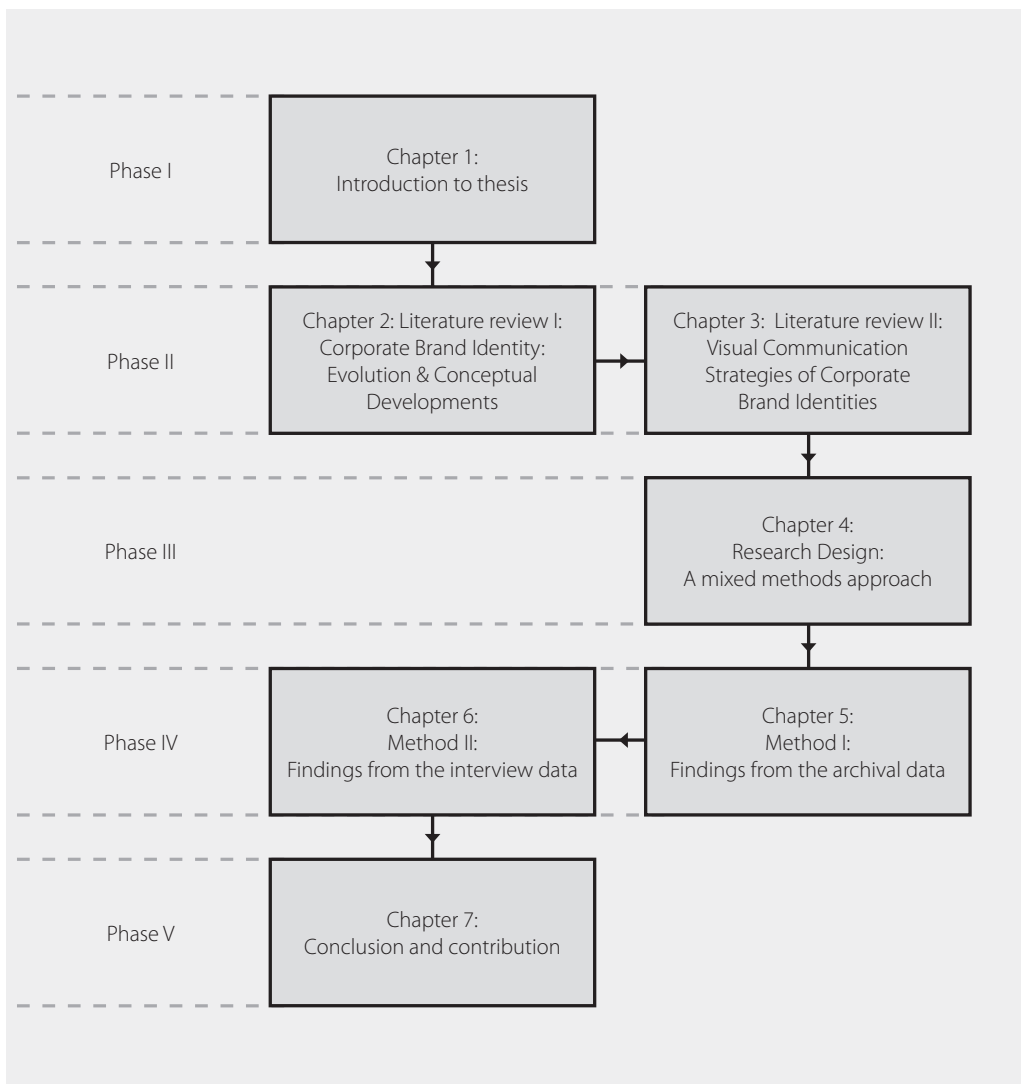 Phase I
Chapter 1:
Introduction to thesis
Phase II
Chapter 2: Literature review I:
Corporate Brand Identity:
Evolution & Conceptual
Developments
Chapter 3: Literature review II:
Visual Communication
Strategies of Corporate
Brand Identities
Phase III
Chapter 4:
Research Design:
A mixed methods approach
Phase IV
Chapter 6:
Method II:
Findings from the interview data
Chapter 5:
Method I:
Findings from the archival data
Phase V
Chapter 7:
Conclusion and contribution